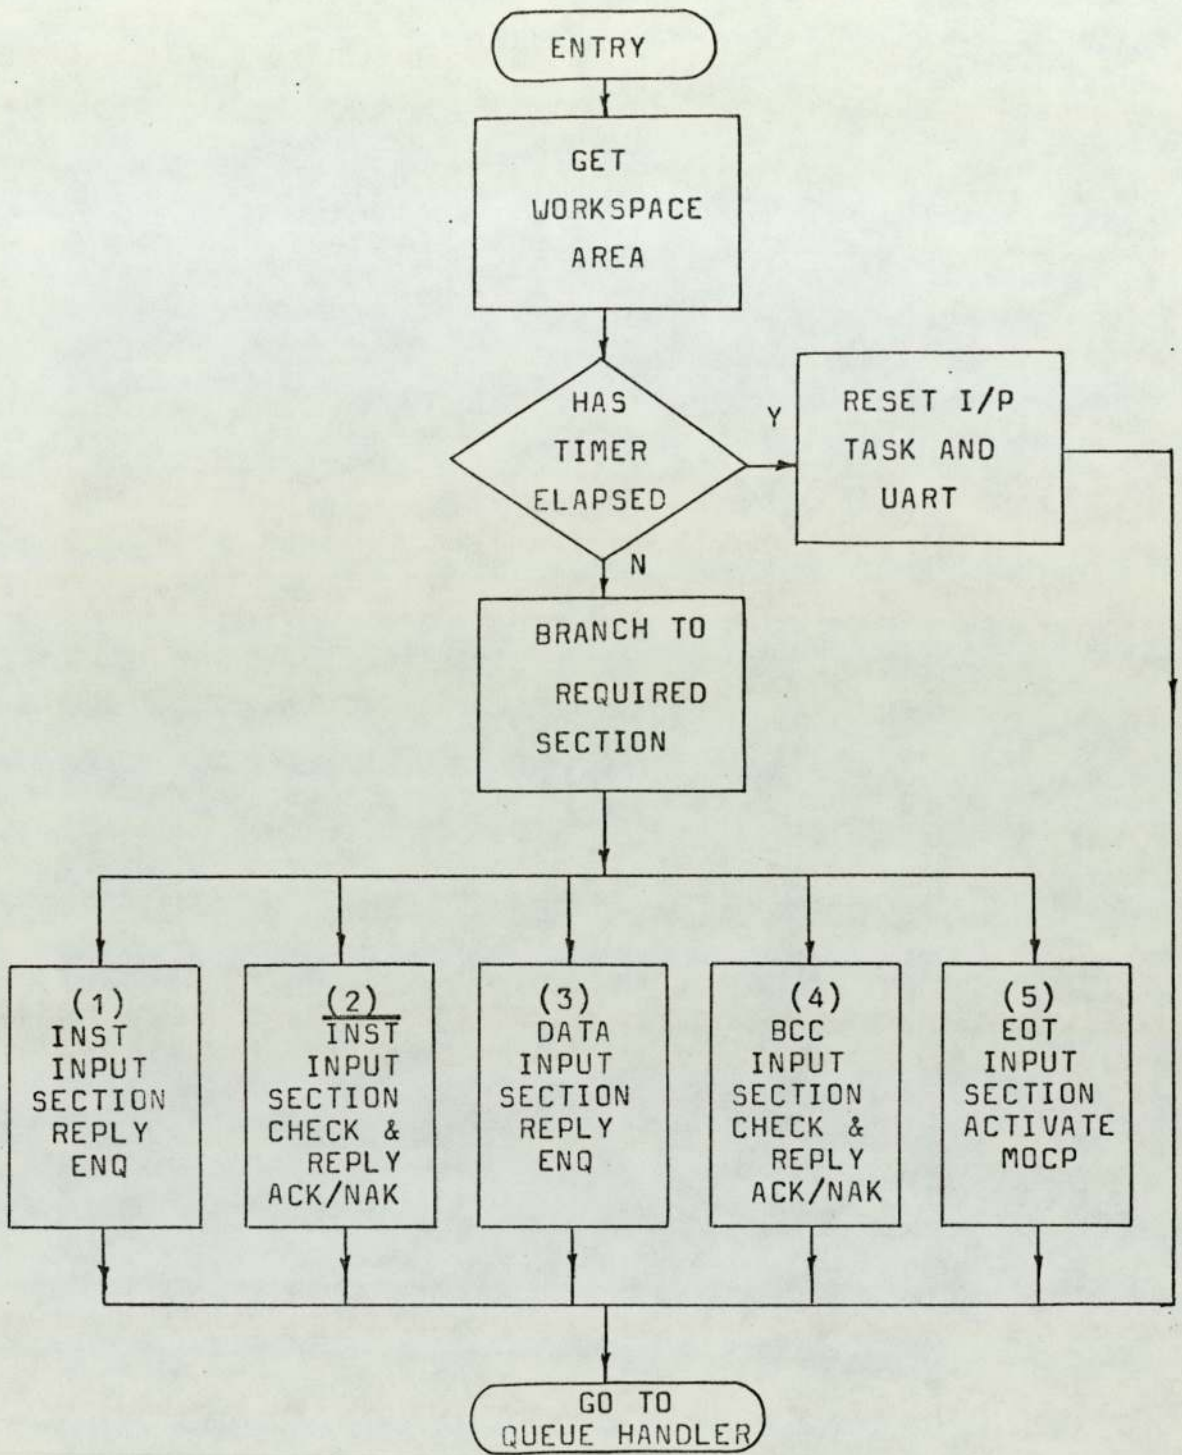 ENTRY
GET
WORKSPACE
AREA
HAS
TIMER
ELAPSED
Y
RESET I/P
TASK AND
UART
N
BRANCH TO
REQUIRED
SECTION
(1)
INST
INPUT
SECTION
REPLY
ENQ
(2)
INST
INPUT
SECTION
CHECK &
REPLY
ACK/NAK
(3)
DATA
INPUT
SECTION
REPLY
ENQ
(4)
BCC
INPUT
SECTION
CHECK &
REPLY
ACK/NAK
(5)
EOT
INPUT
SECTION
ACTIVATE
MOCP
GO TO
QUEUE HANDLER